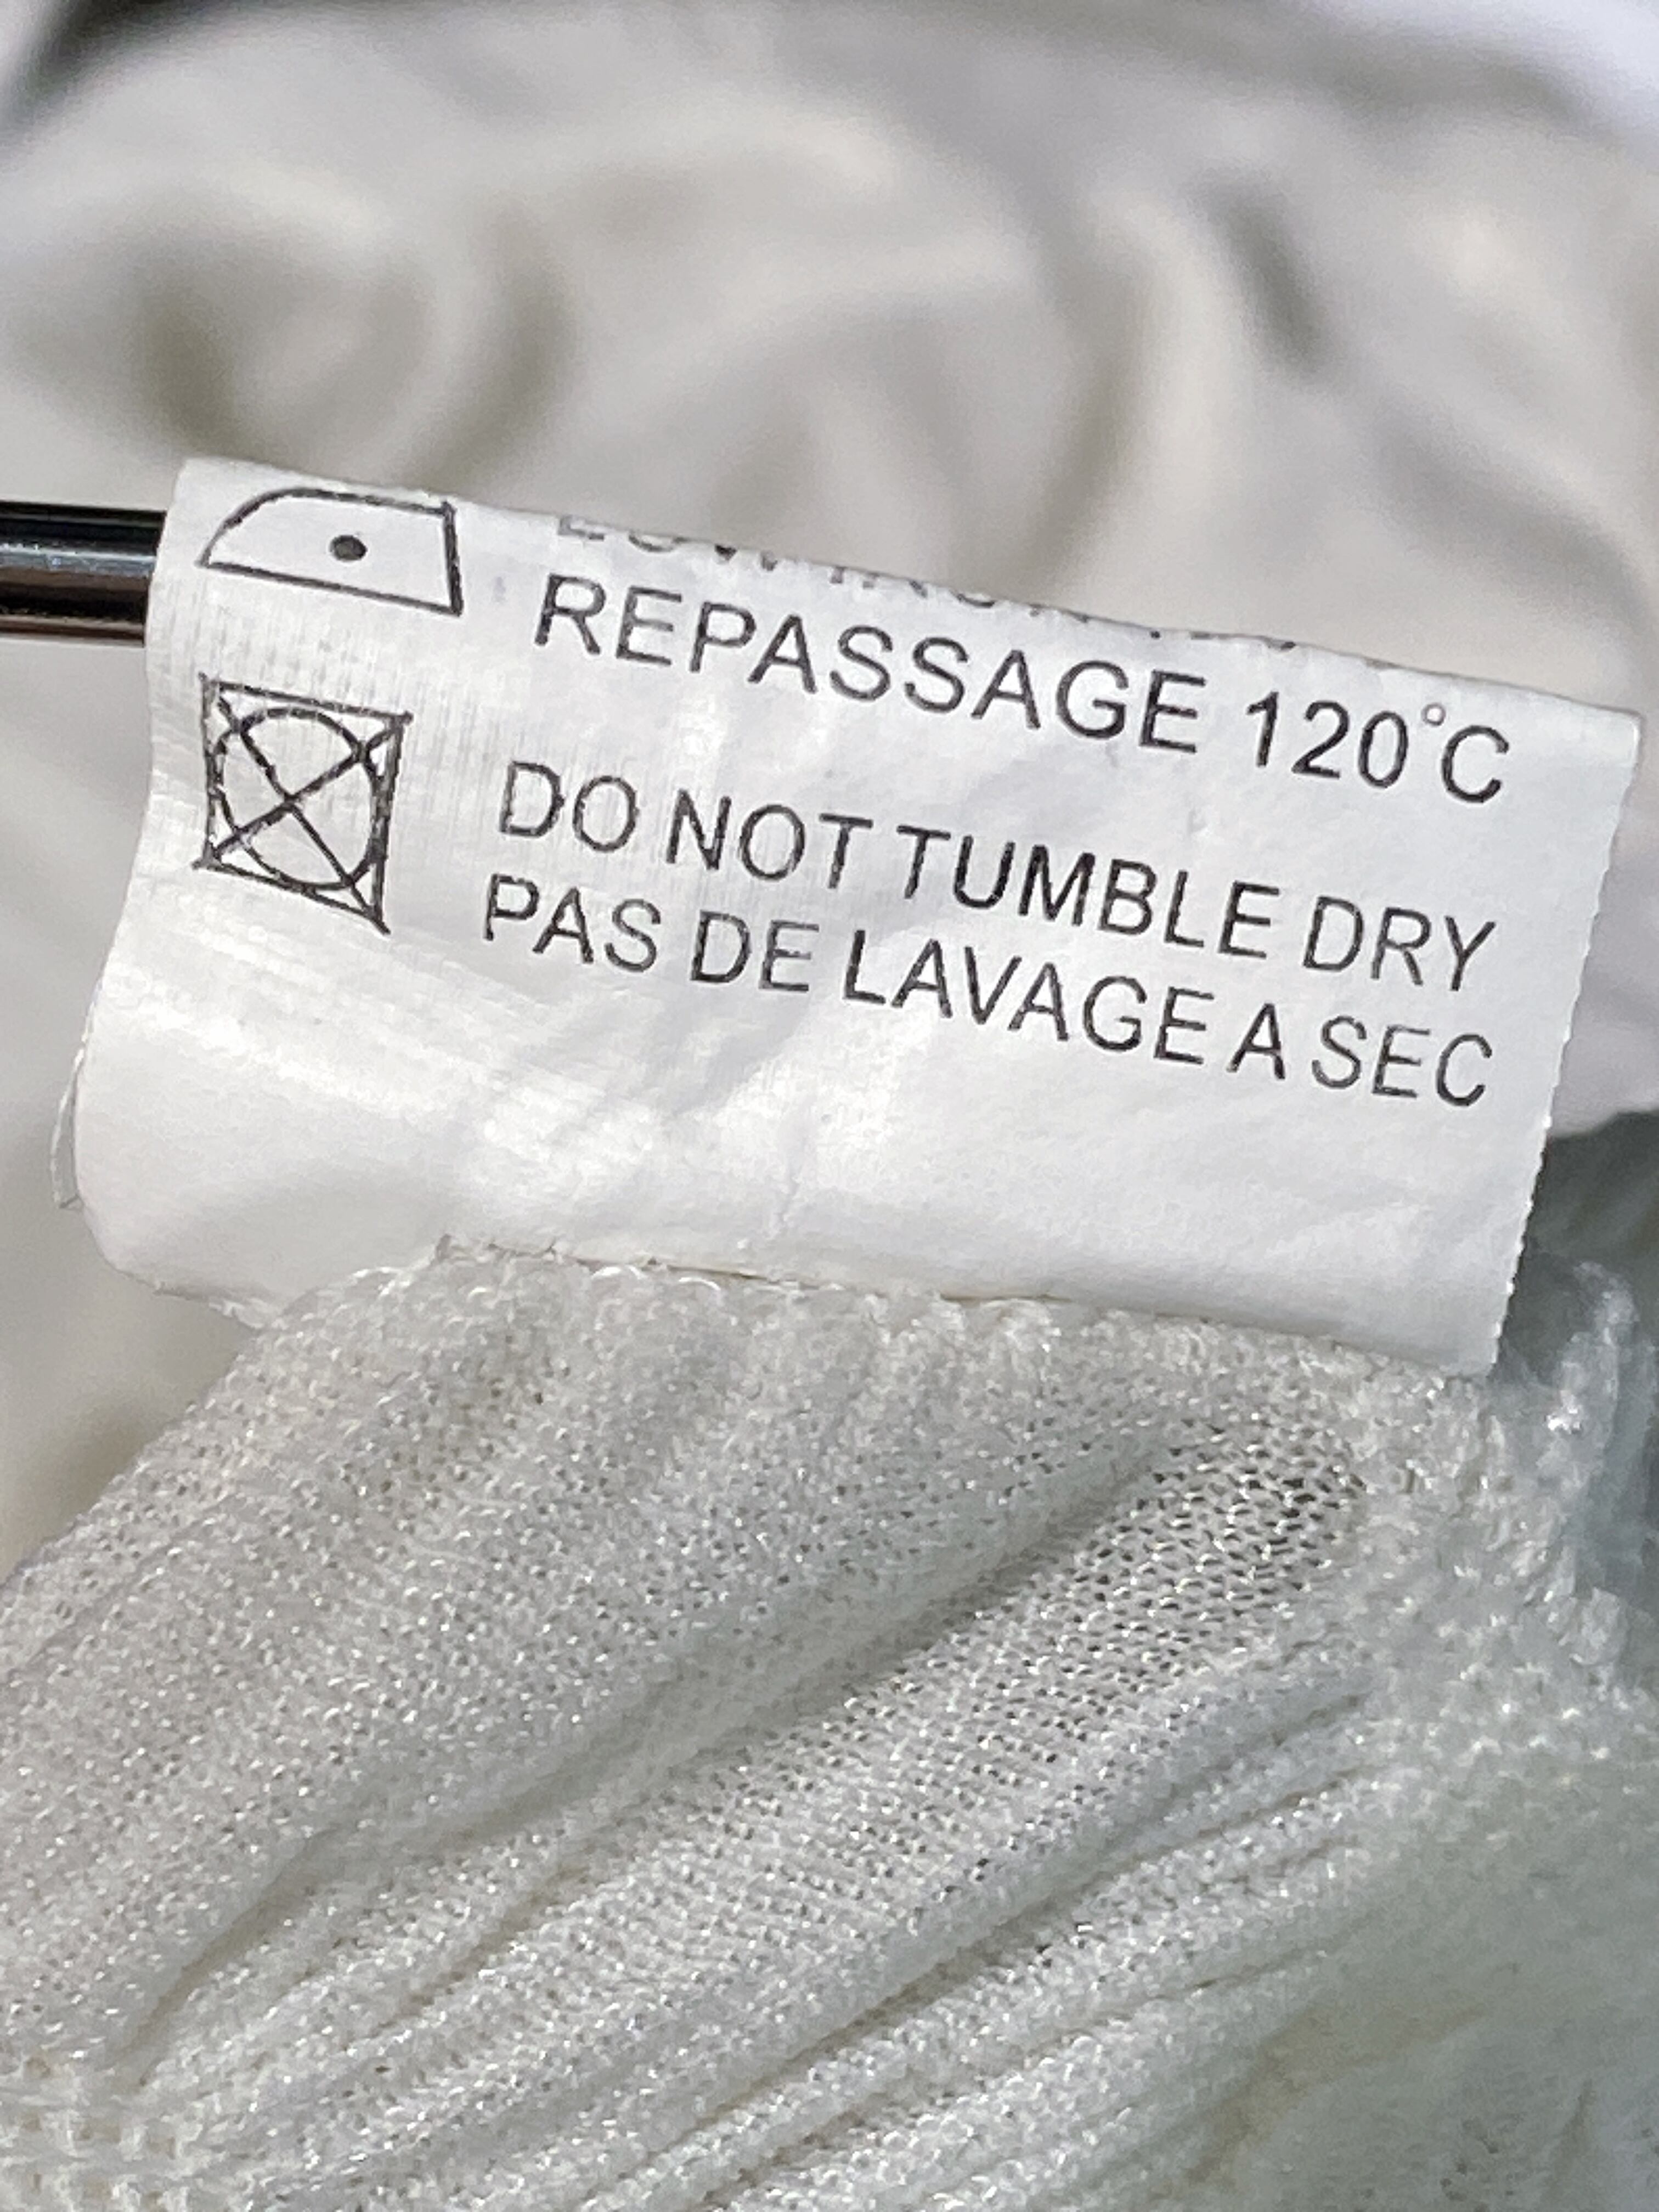 REPASSAGE 120°C
DO NOT TUMBLE DRY
PAS DE LAVAGE A SEC